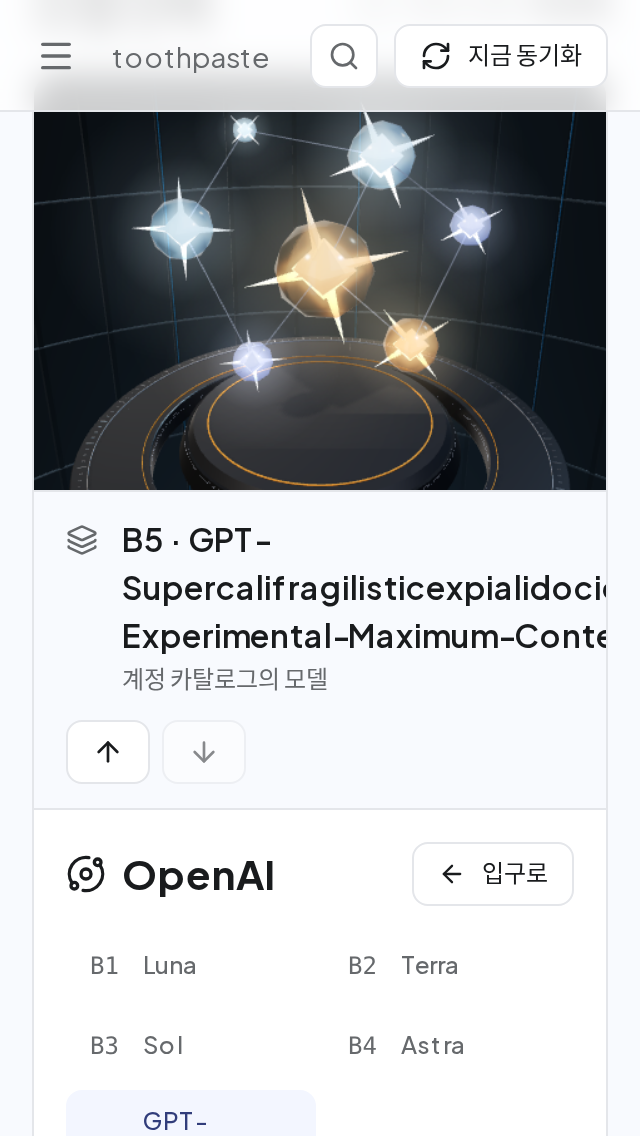 toothpaste
지금 동기화
B5 · GPT-
Supercalifragilisticexpialidoci
Experimental-Maximum-Conte
계정 카탈로그의 모델
OpenAI
입구로
B1 Luna
B2 Terra
B3 Sol
B4 Astra
GPT-